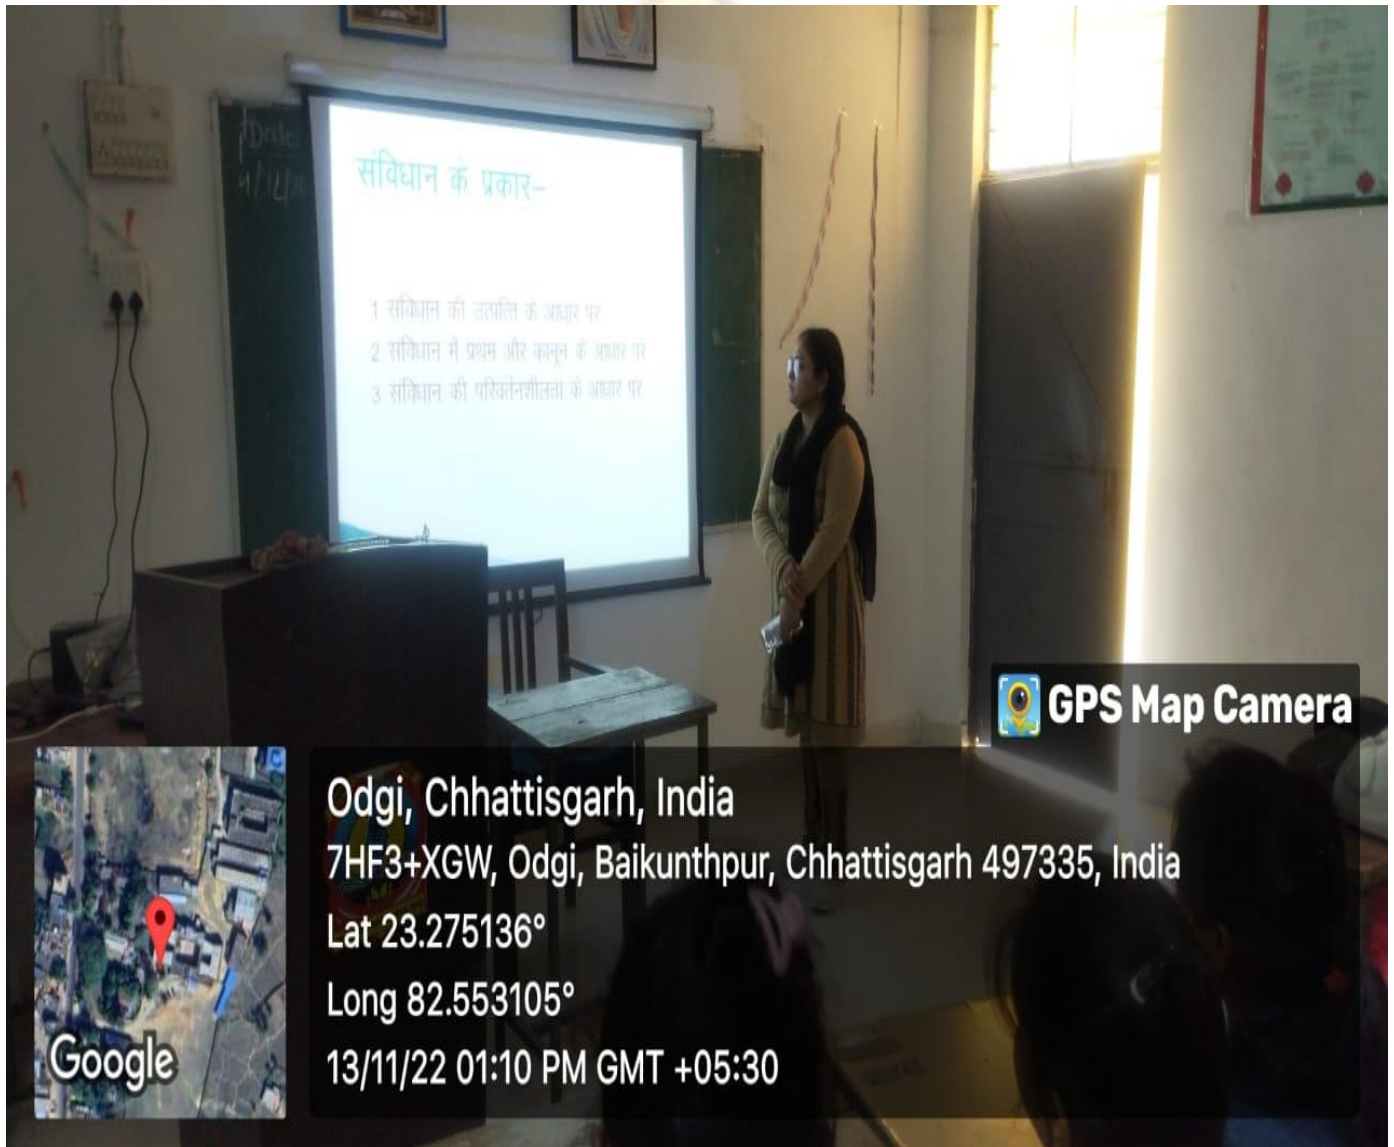 Date
संविधान के प्रकार–
1 संविधान की उत्पत्ति के आधार पर
2 संविधान में प्रथम और कानून के आधार पर
3 संविधान की परिवर्तनशीलता के आधार पर
GPS Map Camera
Odgi, Chhattisgarh, India
7HF3+XGW, Odgi, Baikunthpur, Chhattisgarh 497335, India
Lat 23.275136°
Long 82.553105°
13/11/22 01:10 PM GMT +05:30
Google